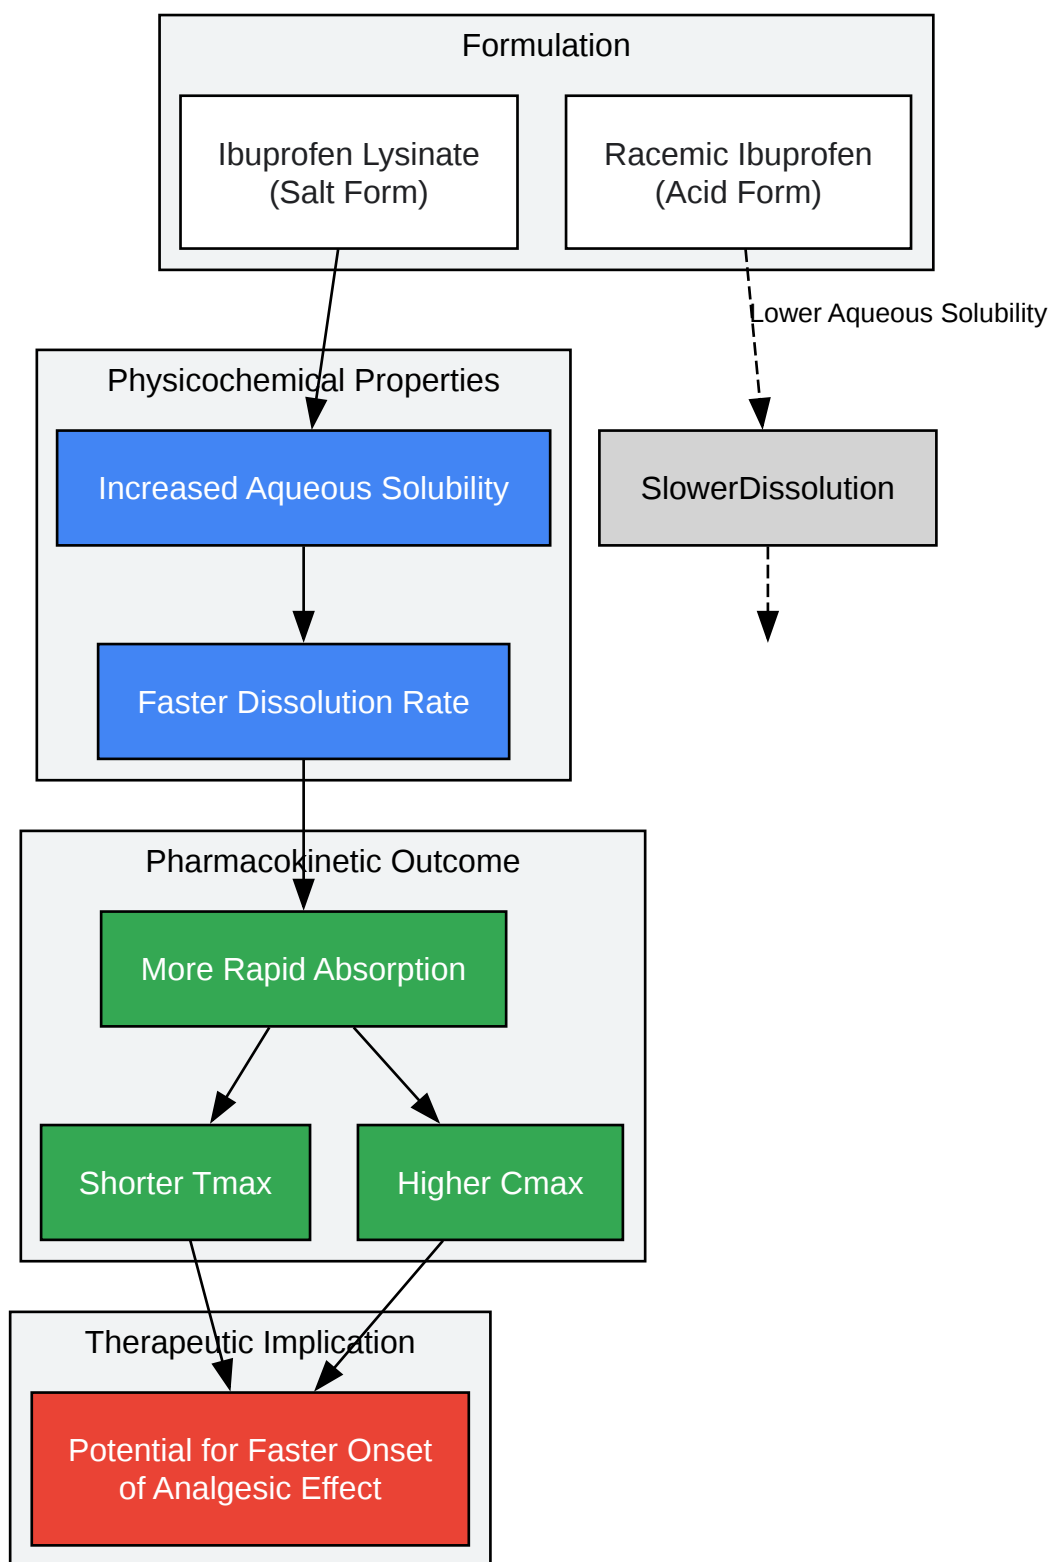 Formulation
Ibuprofen Lysinate
(Salt Form)
Racemic Ibuprofen
(Acid Form)
Lower Aqueous Solubility
Physicochemical Properties
Increased Aqueous Solubility
SlowerDissolution
Faster Dissolution Rate
Pharmacokinetic Outcome
More Rapid Absorption
Shorter Tmax
Higher Cmax
Therapeutic Implication
Potential for Faster Onset
of Analgesic Effect